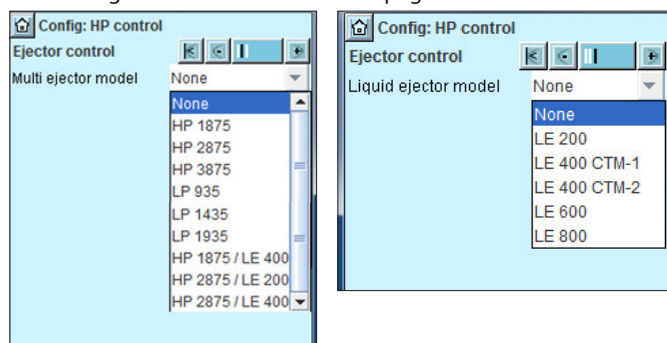 Config: HP control
Ejector control
Multi ejector model None
None
HP 1875
HP 2875
HP 3875
LP 935
LP 1435
LP 1935
HP 1875 / LE 400
HP 2875 / LE 200
HP 2875 / LE 400
Config: HP control
Ejector control
Liquid ejector model None
None
LE 200
LE 400 CTM-1
LE 400 CTM-2
LE 600
LE 800